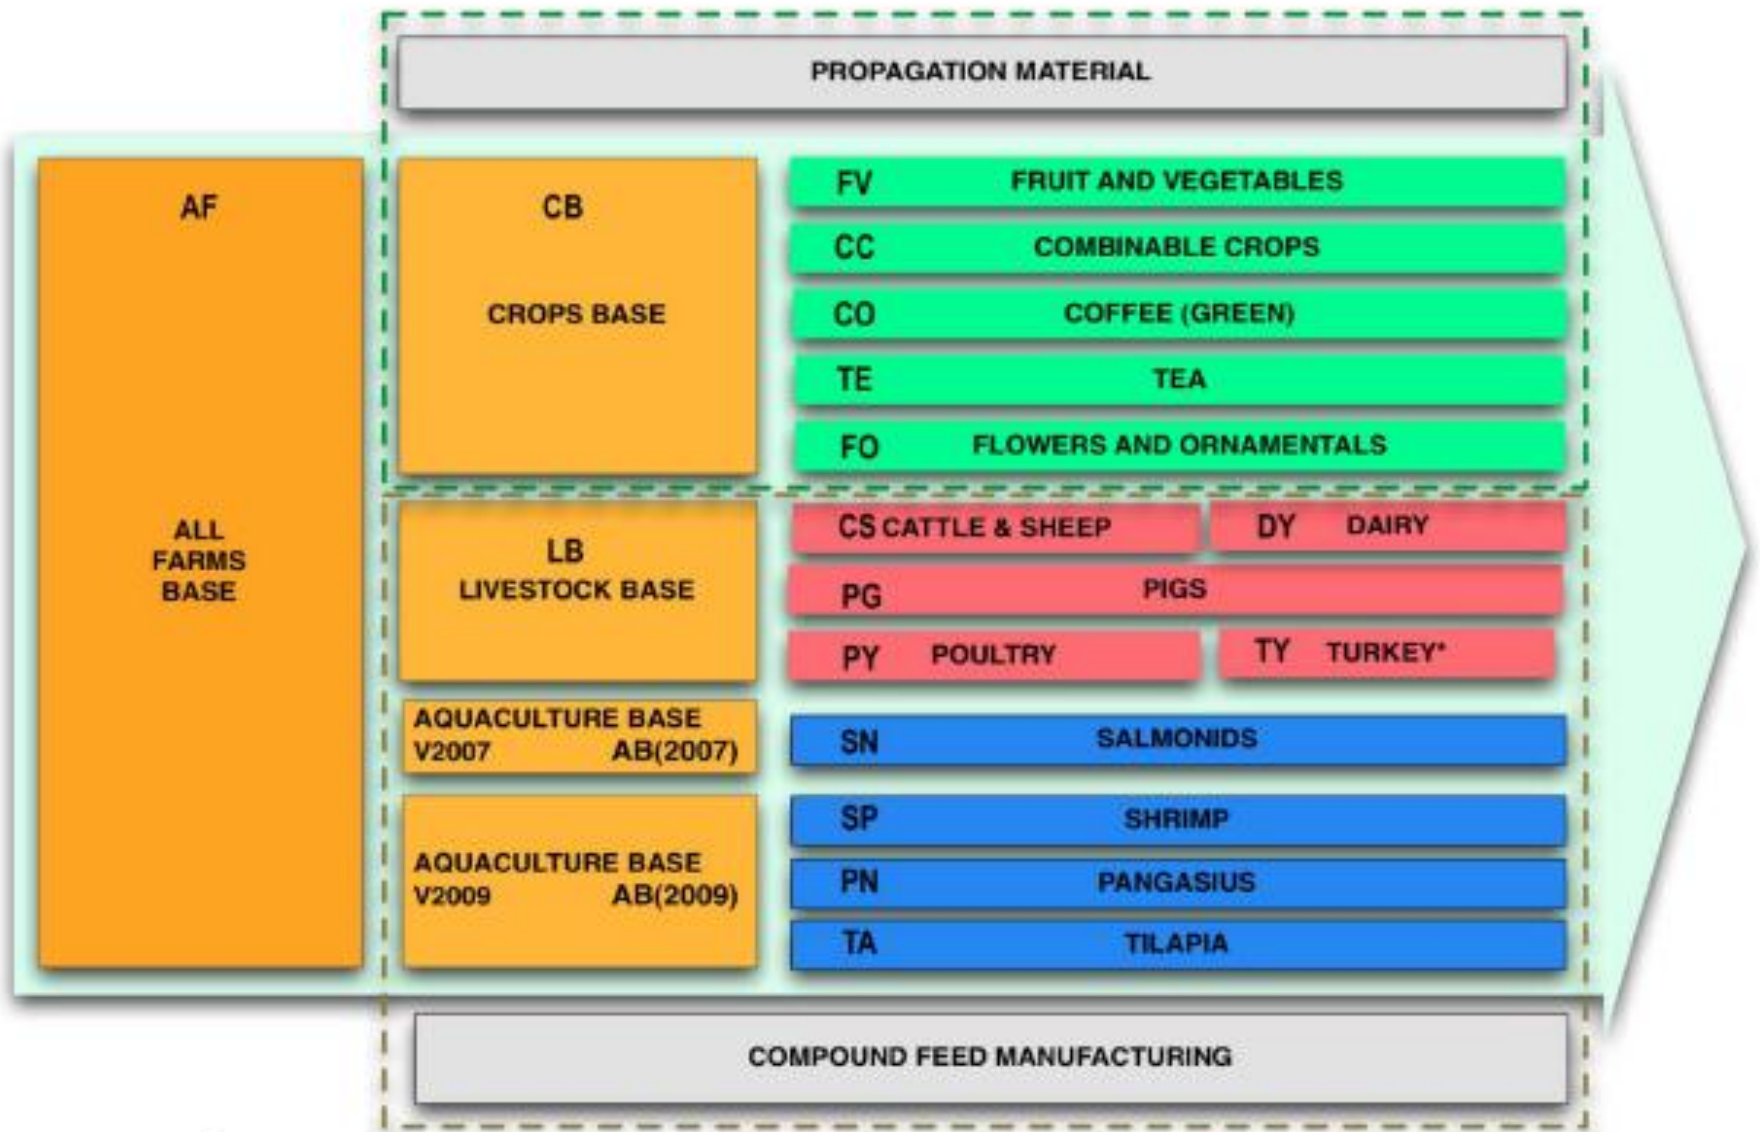 PROPAGATION MATERIAL
AF
ALL
FARMS
BASE
CB
CROPS BASE
FV FRUIT AND VEGETABLES
CC COMBINABLE CROPS
CO COFFEE (GREEN)
TE TEA
FO FLOWERS AND ORNAMENTALS
LB
LIVESTOCK BASE
CS CATTLE & SHEEP
DY DAIRY
PG PIGS
PY POULTRY
TY TURKEY*
AQUACULTURE BASE
V2007 AB(2007)
SN SALMONIDS
AQUACULTURE BASE
V2009 AB(2009)
SP SHRIMP
PN PANGASIUS
TA TILAPIA
COMPOUND FEED MANUFACTURING